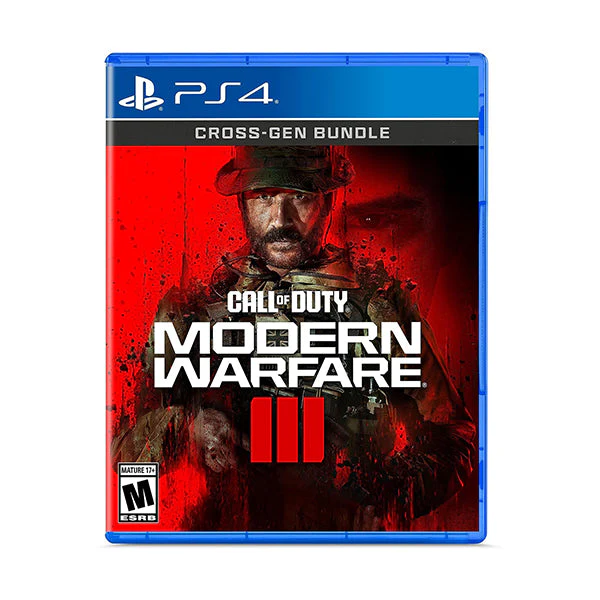 PS4
CROSS-GEN BUNDLE
CALL OF DUTY
MODERN
WARFARE®
III
MATURE 17+
M
ESRB